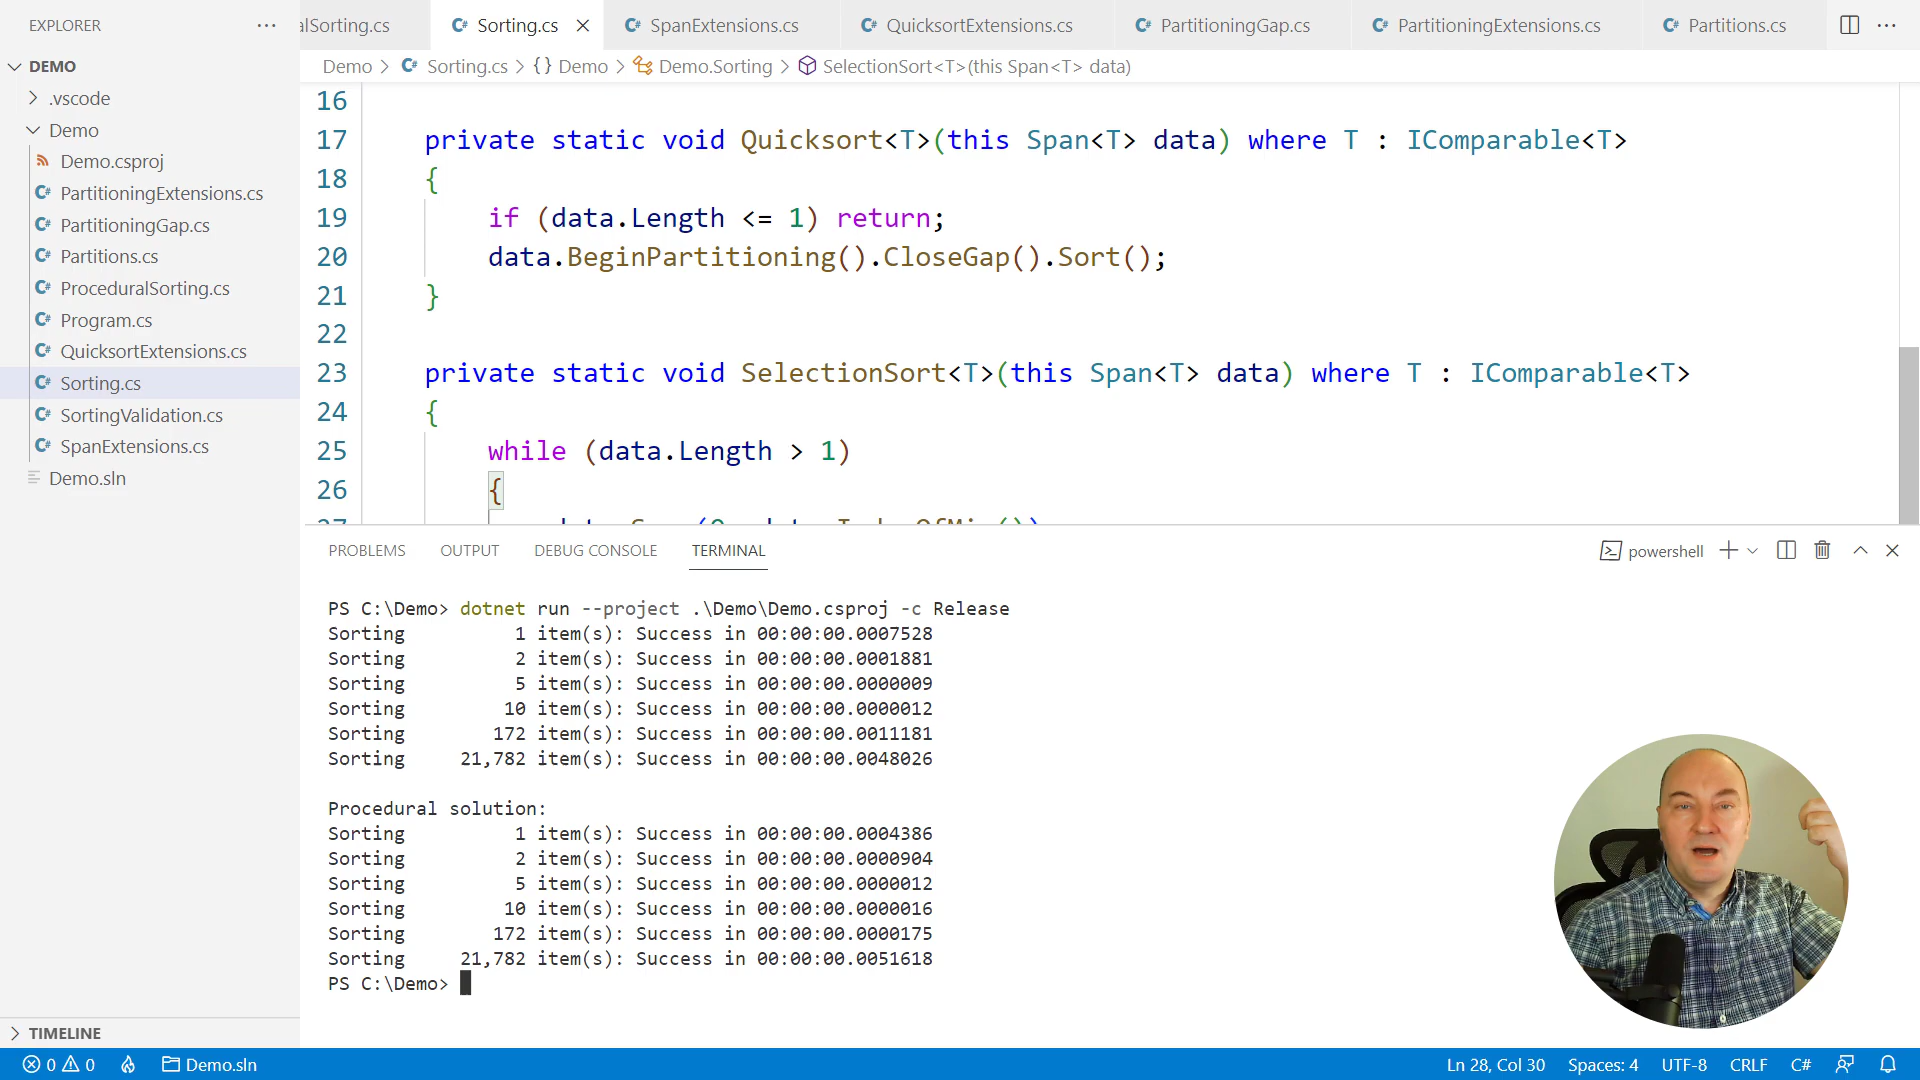 EXPLORER
alSorting.cs
Sorting.cs
SpanExtensions.cs
QuicksortExtensions.cs
PartitioningGap.cs
PartitioningExtensions.cs
Partitions.cs
DEMO
.vscode
Demo
Demo.csproj
PartitioningExtensions.cs
PartitioningGap.cs
Partitions.cs
ProceduralSorting.cs
Program.cs
QuicksortExtensions.cs
Sorting.cs
SortingValidation.cs
SpanExtensions.cs
Demo.sln
TIMELINE
Demo > Sorting.cs > {} Demo > Demo.Sorting > SelectionSort<T>(this Span<T> data)
16
17 private static void Quicksort<T>(this Span<T> data) where T : IComparable<T>
18 {
19 if (data.Length <= 1) return;
20 data.BeginPartitioning().CloseGap().Sort();
21 }
22
23 private static void SelectionSort<T>(this Span<T> data) where T : IComparable<T>
24 {
25 while (data.Length > 1)
26 {
PROBLEMS OUTPUT DEBUG CONSOLE TERMINAL
powershell
PS C:\Demo> dotnet run --project .\Demo\Demo.csproj -c Release
Sorting 1 item(s): Success in 00:00:00.0007528
Sorting 2 item(s): Success in 00:00:00.0001881
Sorting 5 item(s): Success in 00:00:00.0000009
Sorting 10 item(s): Success in 00:00:00.0000012
Sorting 172 item(s): Success in 00:00:00.0011181
Sorting 21,782 item(s): Success in 00:00:00.0048026
Procedural solution:
Sorting 1 item(s): Success in 00:00:00.0004386
Sorting 2 item(s): Success in 00:00:00.0000904
Sorting 5 item(s): Success in 00:00:00.0000012
Sorting 10 item(s): Success in 00:00:00.0000016
Sorting 172 item(s): Success in 00:00:00.0000175
Sorting 21,782 item(s): Success in 00:00:00.0051618
PS C:\Demo>
0 0 Demo.sln
Ln 28, Col 30 Spaces: 4 UTF-8 CRLF C#